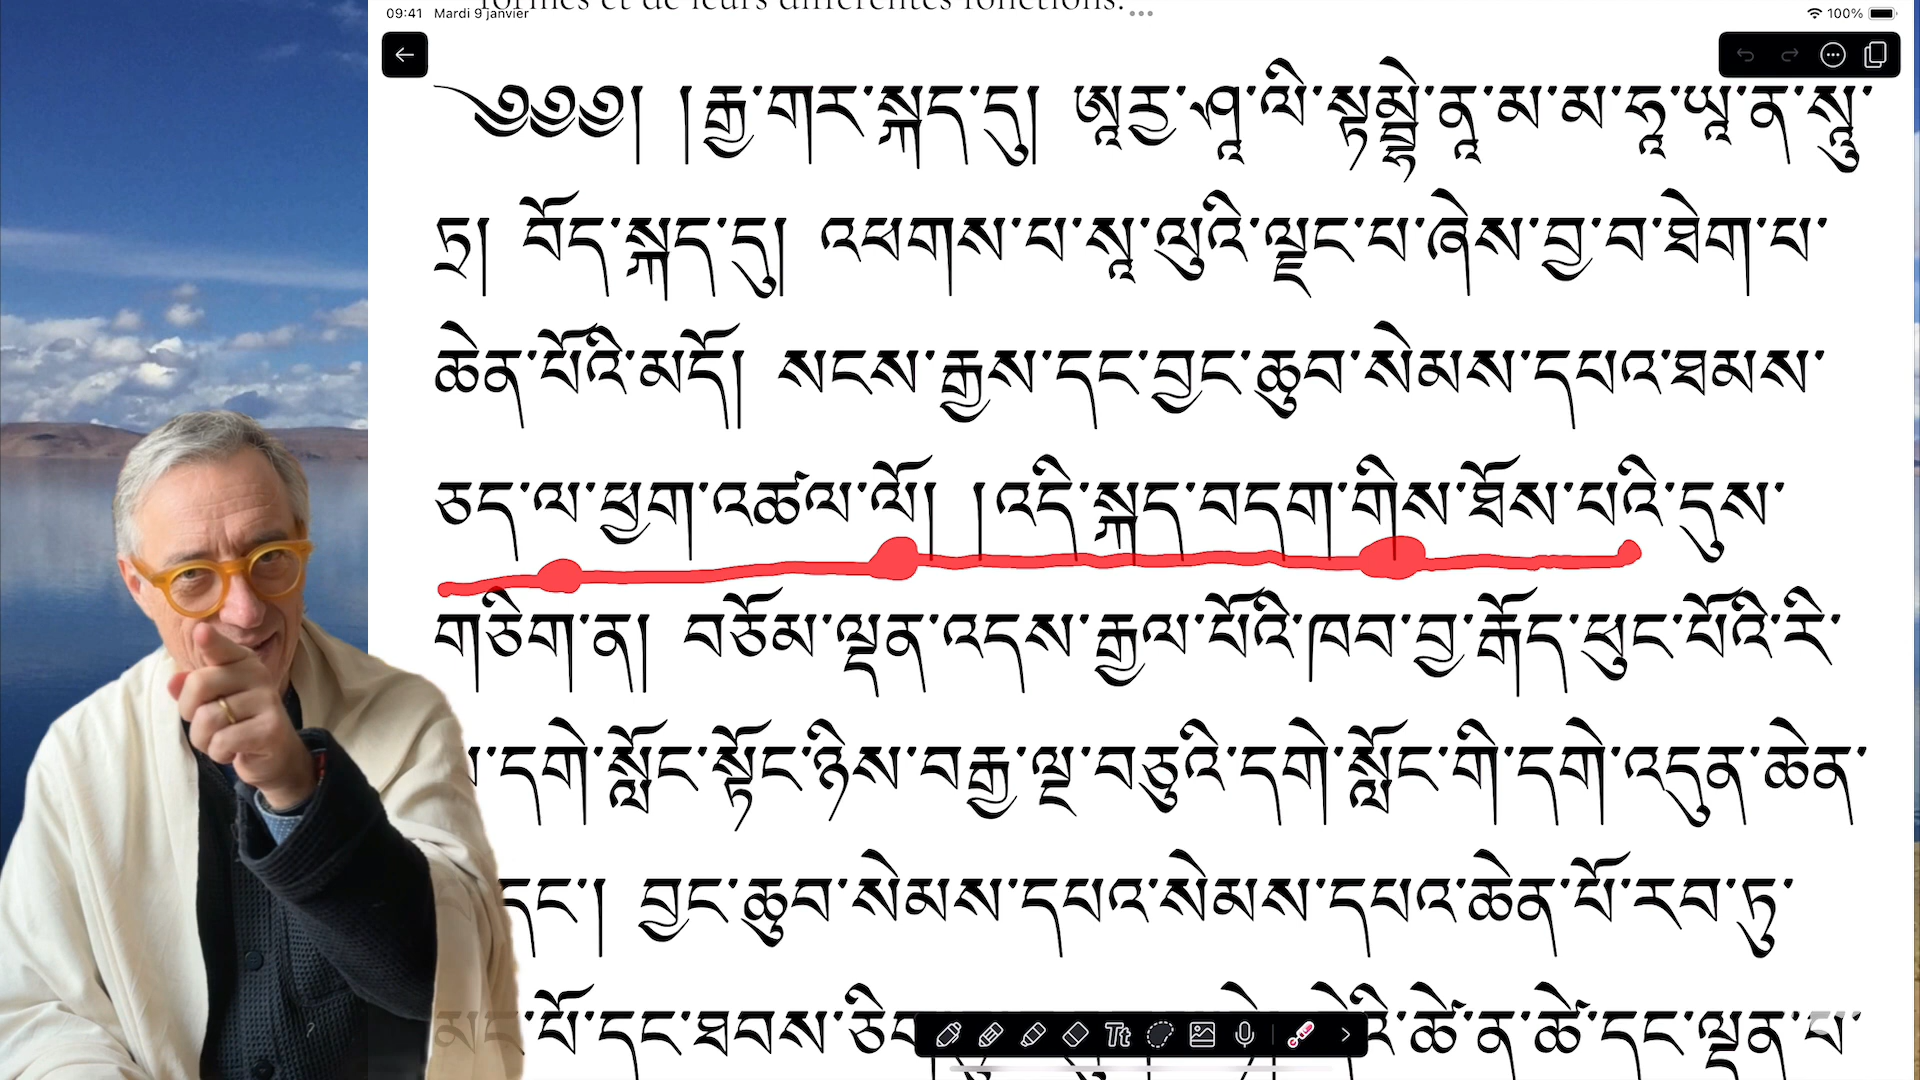 formes et de leurs différentes fonctions.
09:41 Mardi 9 janvier
100%
༄༅༅། །རྒྱ་གར་སྐད་དུ། ཨཱརྱ་ཤཱ་ལི་སྟམྦྷེ་ནཱ་མ་མ་ཧཱ་ཡཱ་ན་སཱུ་
ཏྲ། བོད་སྐད་དུ། འཕགས་པ་སཱ་ལུའི་ལྗང་པ་ཞེས་བྱ་བ་ཐེག་པ་
ཆེན་པོའི་མདོ། སངས་རྒྱས་དང་བྱང་ཆུབ་སེམས་དཔའ་ཐམས་
ཅད་ལ་ཕྱག་འཚལ་ལོ། །འདི་སྐད་བདག་གིས་ཐོས་པའི་དུས་
གཅིག་ན། བཅོམ་ལྡན་འདས་རྒྱལ་པོའི་ཁབ་བྱ་རྒོད་ཕུང་པོའི་རི་
དགེ་སློང་སྟོང་ཉིས་བརྒྱ་ལྔ་བཅུའི་དགེ་སློང་གི་དགེ་འདུན་ཆེན་
དང་། བྱང་ཆུབ་སེམས་དཔའ་སེམས་དཔའ་ཆེན་པོ་རབ་ཏུ་
མང་པོ་དང་ཐབས་ཅིག ཚེ་ན་ཚེ་དང་ལྡན་པ་
Tt